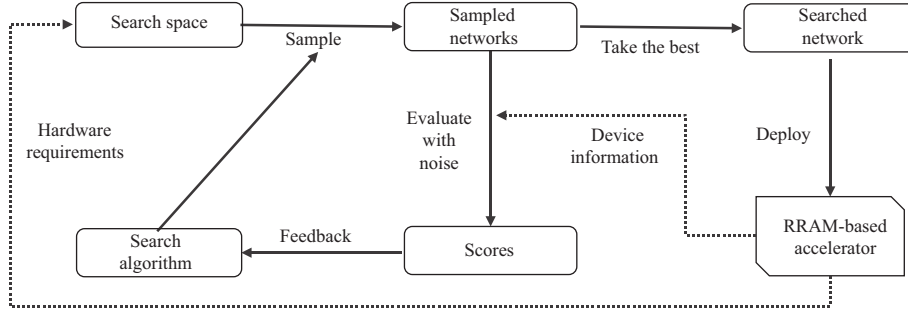 Search space
Sample
Sampled
networks
Take the best
Searched
network
Hardware
requirements
Evaluate
with
noise
Device
information
Deploy
Search
algorithm
Feedback
Scores
RRAM-based
accelerator